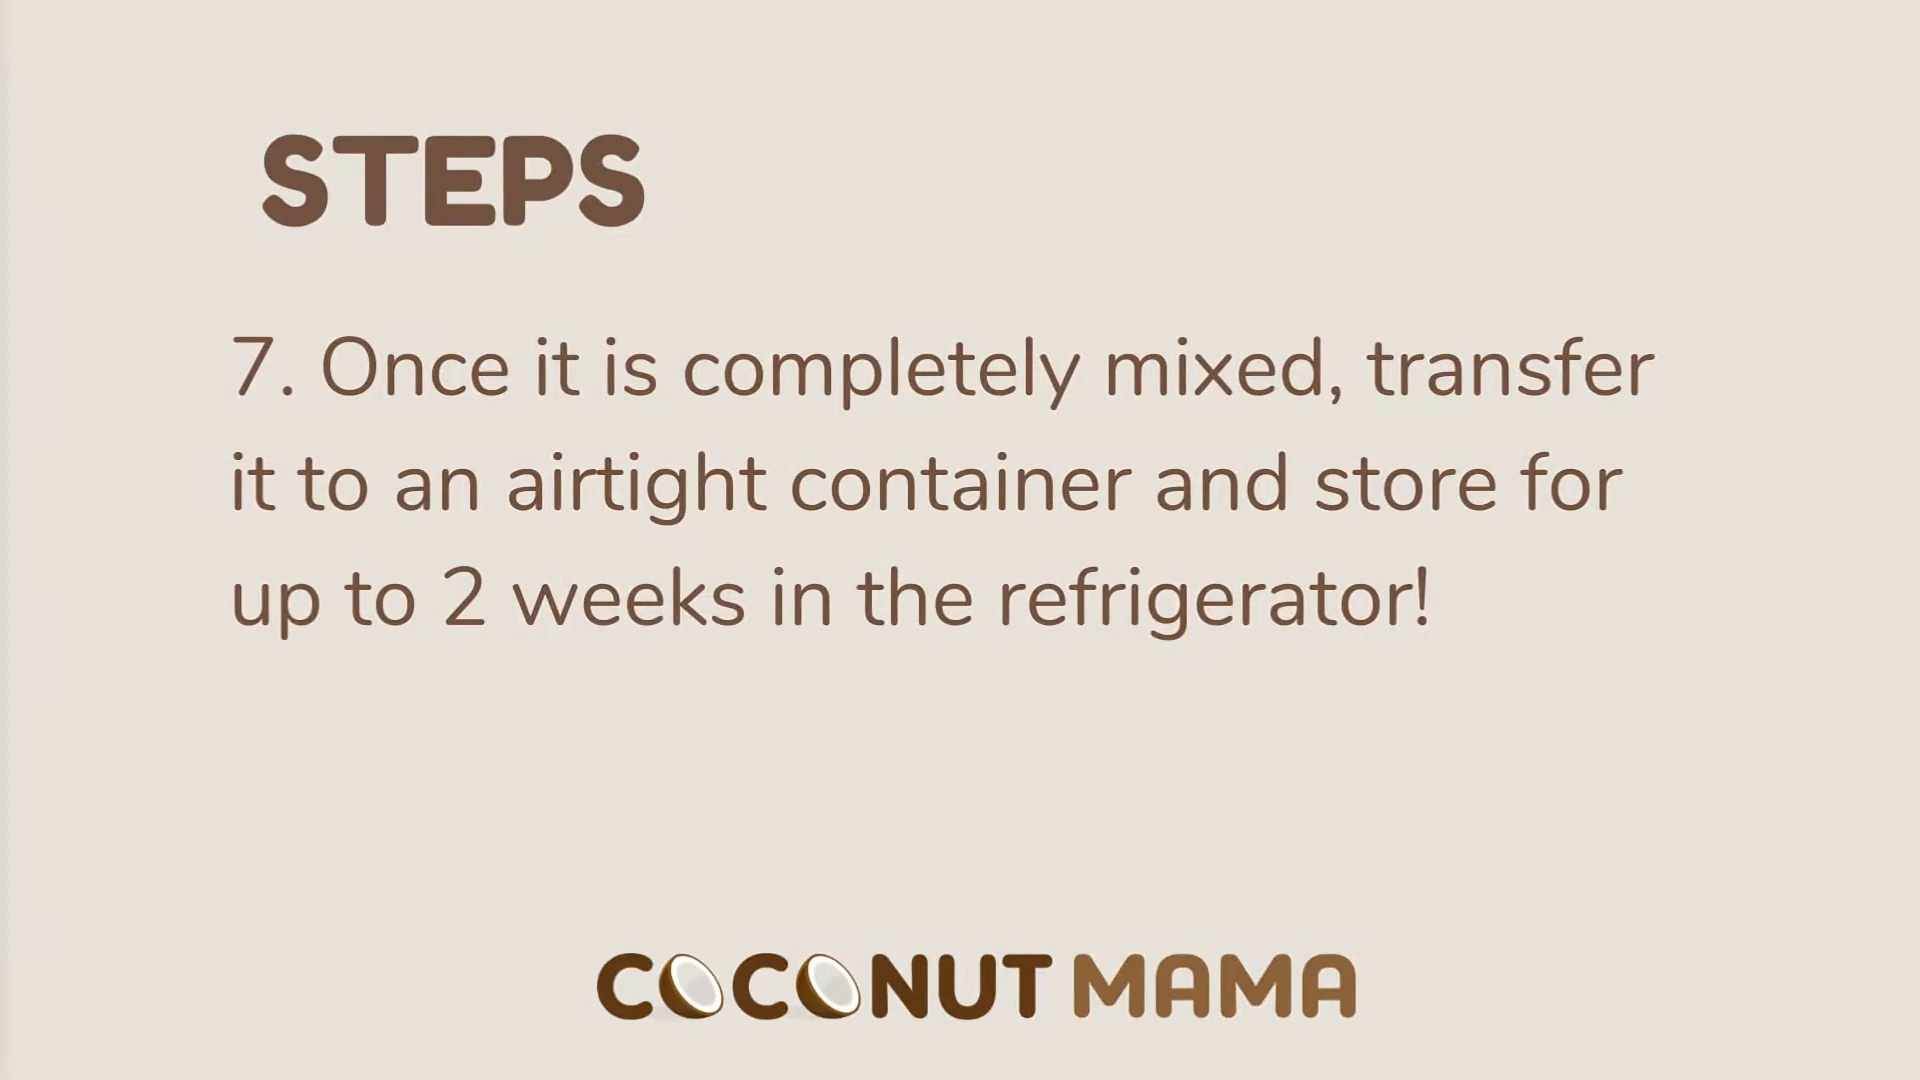 STEPS
7. Once it is completely mixed, transfer
it to an airtight container and store for
up to 2 weeks in the refrigerator!
COCONUT MAMA